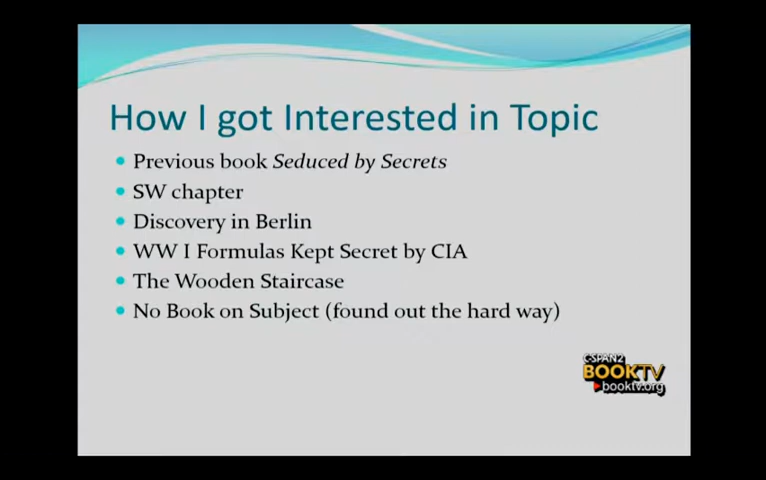 How I got Interested in Topic
Previous book Seduced by Secrets
SW chapter
Discovery in Berlin
WW I Formulas Kept Secret by CIA
The Wooden Staircase
No Book on Subject (found out the hard way)
C-SPAN2
BOOKTV
booktv.org